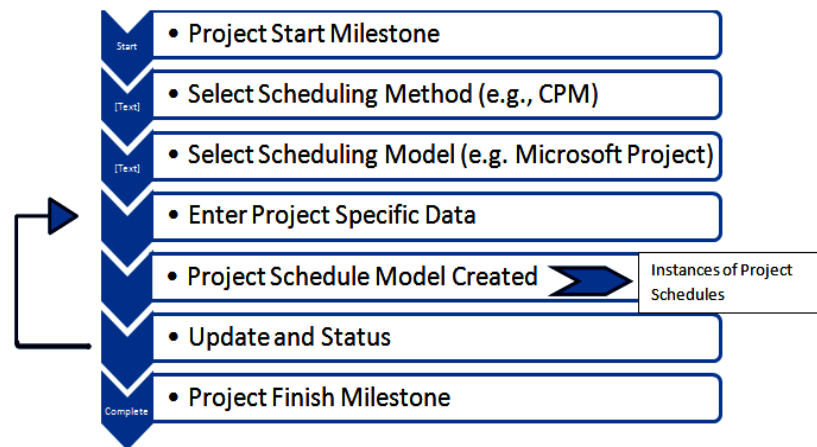 Start
• Project Start Milestone
[Text]
• Select Scheduling Method (e.g., CPM)
[Text]
• Select Scheduling Model (e.g. Microsoft Project)
• Enter Project Specific Data
• Project Schedule Model Created
Instances of Project
Schedules
• Update and Status
Complete
• Project Finish Milestone